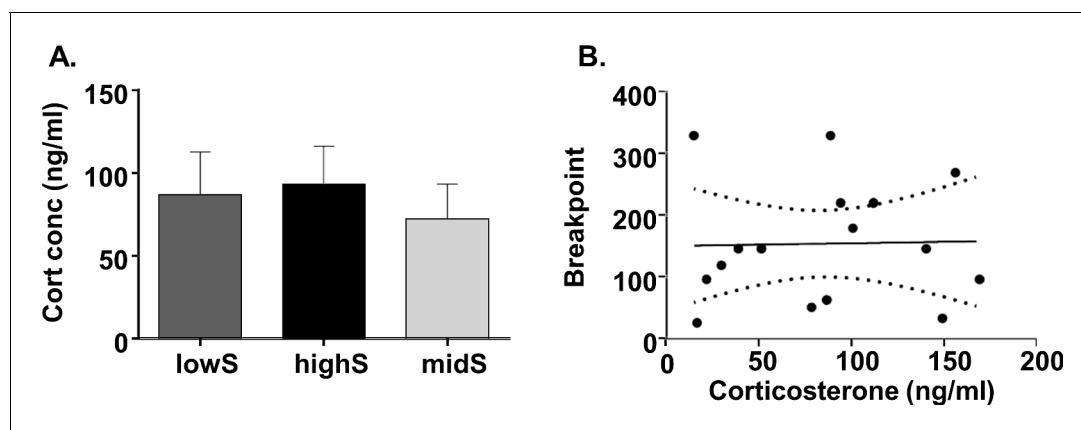 A.
Cort conc (ng/ml)
150
100
50
0
lowS highS midS
B.
Breakpoint
400
300
200
100
0
0 50 100 150 200
Corticosterone (ng/ml)